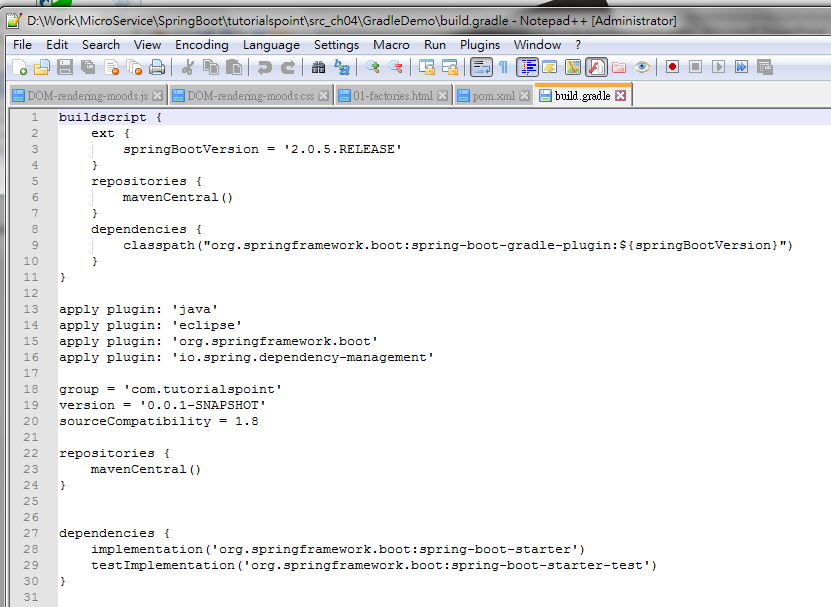 D:\Work\MicroService\SpringBoot\tutorialspoint\src_ch04\GradleDemo\build.gradle - Notepad++ [Administrator]
File Edit Search View Encoding Language Settings Macro Run Plugins Window ?
DOM-rendering-moods.js DOM-rendering-moods.css 01-factories.html pom.xml build.gradle
1 buildscript {
2     ext {
3         springBootVersion = '2.0.5.RELEASE'
4     }
5     repositories {
6         mavenCentral()
7     }
8     dependencies {
9         classpath("org.springframework.boot:spring-boot-gradle-plugin:${springBootVersion}")
10     }
11 }
12
13 apply plugin: 'java'
14 apply plugin: 'eclipse'
15 apply plugin: 'org.springframework.boot'
16 apply plugin: 'io.spring.dependency-management'
17
18 group = 'com.tutorialspoint'
19 version = '0.0.1-SNAPSHOT'
20 sourceCompatibility = 1.8
21
22 repositories {
23     mavenCentral()
24 }
25
26
27 dependencies {
28     implementation('org.springframework.boot:spring-boot-starter')
29     testImplementation('org.springframework.boot:spring-boot-starter-test')
30 }
31